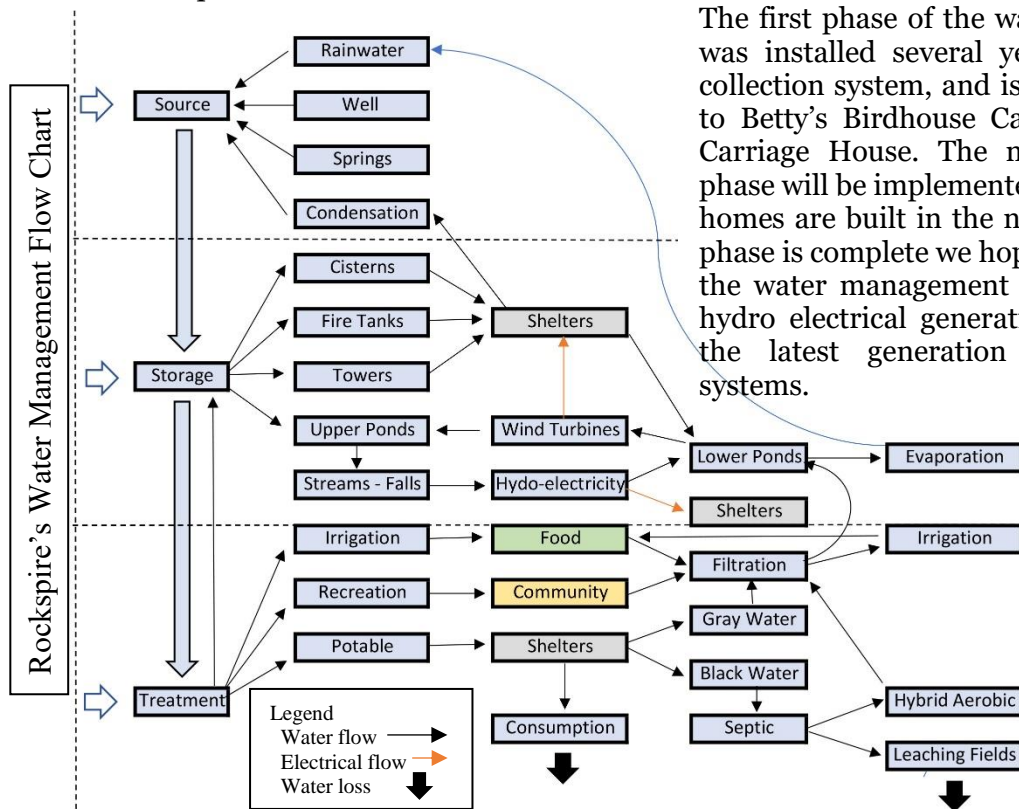 The first phase of the wa
was installed several ye
collection system, and is
to Betty's Birdhouse Ca
Carriage House. The n
phase will be implemente
homes are built in the n
phase is complete we hop
the water management
hydro electrical generati
the latest generation
systems.
Rockspire's Water Management Flow Chart
Rainwater
Source
Well
Springs
Condensation
Cisterns
Fire Tanks
Shelters
Storage
Towers
Upper Ponds
Wind Turbines
Lower Ponds
Evaporation
Streams - Falls
Hydo-electricity
Shelters
Irrigation
Food
Irrigation
Filtration
Recreation
Community
Gray Water
Potable
Shelters
Black Water
Treatment
Hybrid Aerobic
Consumption
Septic
Leaching Fields
Legend
Water flow
Electrical flow
Water loss